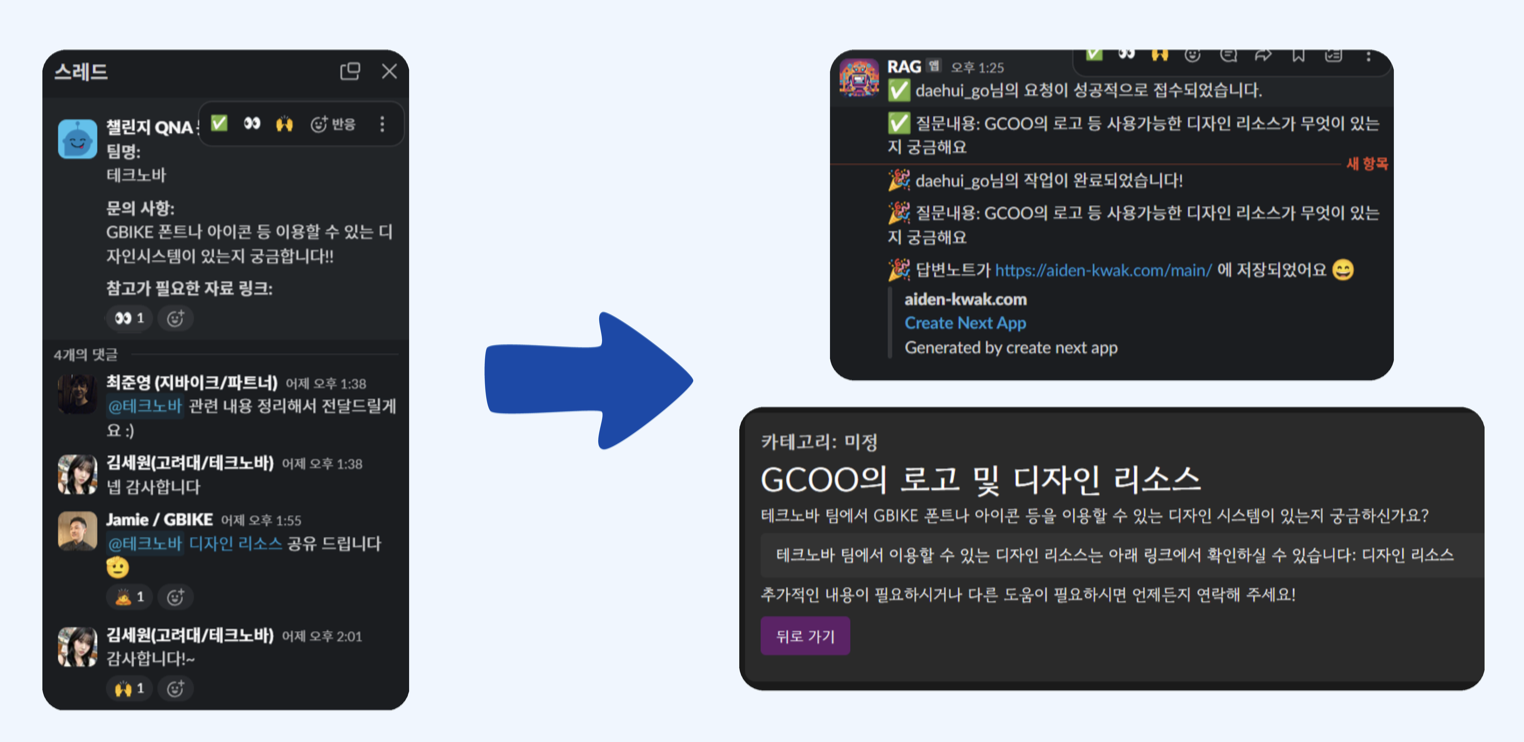 스레드
챌린지 QNA
반응
팀명:
테크노바
문의 사항:
GBIKE 폰트나 아이콘 등 이용할 수 있는 디
자인시스템이 있는지 궁금합니다!!
참고가 필요한 자료 링크:
1
4개의 댓글
최준영 (지바이크/파트너) 어제 오후 1:38
@테크노바 관련 내용 정리해서 전달드릴게
요 :)
김세원(고려대/테크노바) 어제 오후 1:38
넵 감사합니다
Jamie / GBIKE 어제 오후 1:55
@테크노바 디자인 리소스 공유 드립니다
1
김세원(고려대/테크노바) 어제 오후 2:01
감사합니다!~
1
RAG 앱 오후 1:25
daehui_go님의 요청이 성공적으로 접수되었습니다.
질문내용: GCOO의 로고 등 사용가능한 디자인 리소스가 무엇이 있는
지 궁금해요
새 항목
daehui_go님의 작업이 완료되었습니다!
질문내용: GCOO의 로고 등 사용가능한 디자인 리소스가 무엇이 있는
지 궁금해요
답변노트가 https://aiden-kwak.com/main/ 에 저장되었어요
aiden-kwak.com
Create Next App
Generated by create next app
카테고리: 미정
GCOO의 로고 및 디자인 리소스
테크노바 팀에서 GBIKE 폰트나 아이콘 등을 이용할 수 있는 디자인 시스템이 있는지 궁금하신가요?
테크노바 팀에서 이용할 수 있는 디자인 리소스는 아래 링크에서 확인하실 수 있습니다: 디자인 리소스
추가적인 내용이 필요하시거나 다른 도움이 필요하시면 언제든지 연락해 주세요!
뒤로 가기